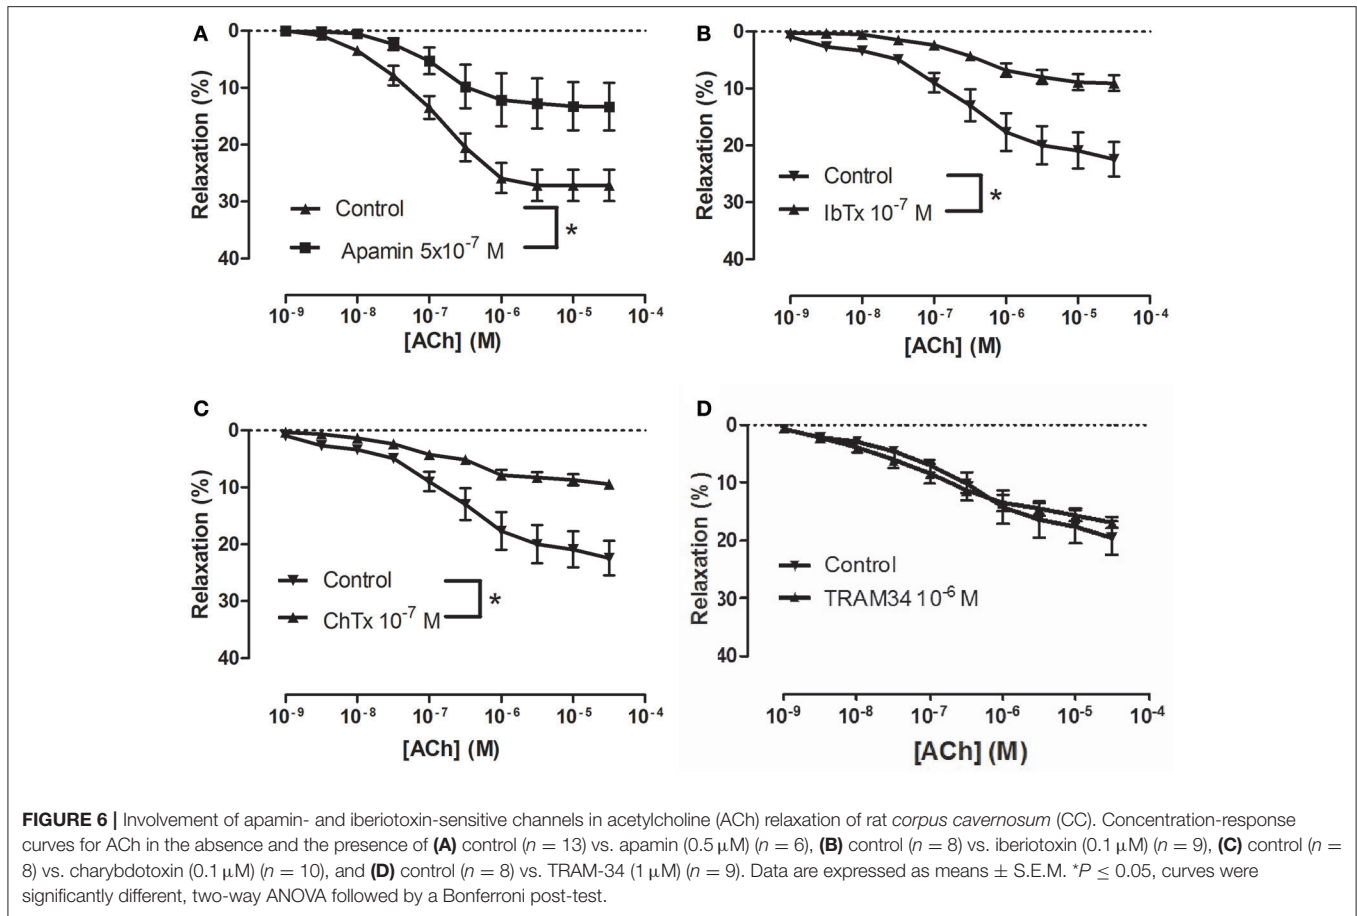 A
0
10
20
30
40
Relaxation (%)
Control
Apamin 5x10⁻⁷ M
*
10⁻⁹ 10⁻⁸ 10⁻⁷ 10⁻⁶ 10⁻⁵ 10⁻⁴
[ACh] (M)
B
0
10
20
30
40
Relaxation (%)
Control
IbTx 10⁻⁷ M
*
10⁻⁹ 10⁻⁸ 10⁻⁷ 10⁻⁶ 10⁻⁵ 10⁻⁴
[ACh] (M)
C
0
10
20
30
40
Relaxation (%)
Control
ChTx 10⁻⁷ M
*
10⁻⁹ 10⁻⁸ 10⁻⁷ 10⁻⁶ 10⁻⁵ 10⁻⁴
[ACh] (M)
D
0
10
20
30
40
Relaxation (%)
Control
TRAM34 10⁻⁶ M
10⁻⁹ 10⁻⁸ 10⁻⁷ 10⁻⁶ 10⁻⁵ 10⁻⁴
[ACh] (M)
FIGURE 6 | Involvement of apamin- and iberiotoxin-sensitive channels in acetylcholine (ACh) relaxation of rat corpus cavernosum (CC). Concentration-response
curves for ACh in the absence and the presence of (A) control (n = 13) vs. apamin (0.5 μM) (n = 6), (B) control (n = 8) vs. iberiotoxin (0.1 μM) (n = 9), (C) control (n =
8) vs. charybdotoxin (0.1 μM) (n = 10), and (D) control (n = 8) vs. TRAM-34 (1 μM) (n = 9). Data are expressed as means ± S.E.M. *P ≤ 0.05, curves were
significantly different, two-way ANOVA followed by a Bonferroni post-test.